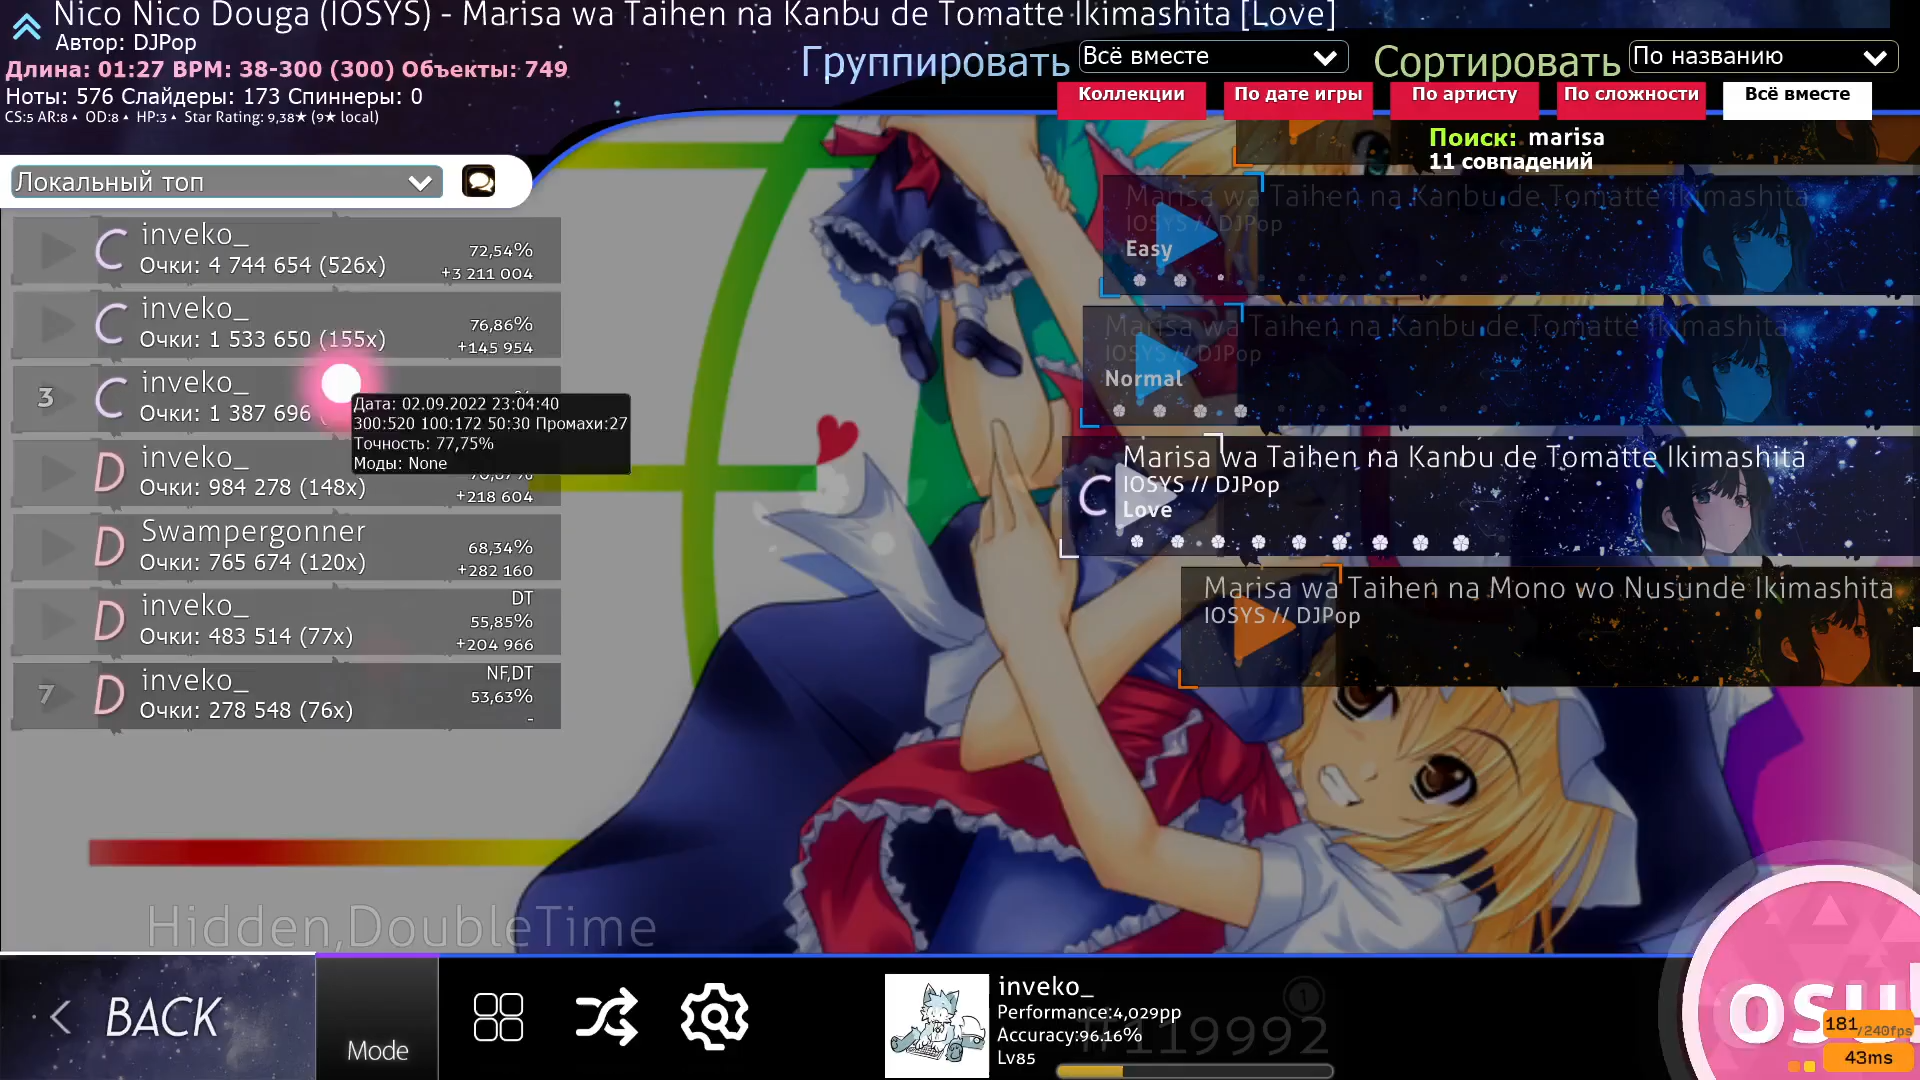 Nico Nico Douga (IOSYS) - Marisa wa Taihen na Kanbu de Tomatte Ikimashita [Love]
Автор: DJPop
Длина: 01:27 BPM: 38-300 (300) Объекты: 749
Ноты: 576 Слайдеры: 173 Спиннеры: 0
CS:5 AR:8 OD:8 HP:3 Star Rating: 9,38★ (9★ local)
Группировать
Всё вместе
Сортировать
По названию
Коллекции
По дате игры
По артисту
По сложности
Всё вместе
Поиск: marisa
11 совпадений
Локальный топ
inveko_
Очки: 4 744 654 (526x)
72,54%
+3 211 004
inveko_
Очки: 1 533 650 (155x)
76,86%
+145 954
3
inveko_
Очки: 1 387 696
Дата: 02.09.2022 23:04:40
300:520 100:172 50:30 Промахи:27
Точность: 77,75%
Моды: None
inveko_
Очки: 984 278 (148x)
+218 604
Swampergonner
Очки: 765 674 (120x)
68,34%
+282 160
inveko_
Очки: 483 514 (77x)
DT
55,85%
+204 966
7
inveko_
Очки: 278 548 (76x)
NF,DT
53,63%
-
Marisa wa Taihen na Kanbu de Tomatte Ikimashita
IOSYS // DJPop
Easy
Marisa wa Taihen na Kanbu de Tomatte Ikimashita
IOSYS // DJPop
Normal
C
Marisa wa Taihen na Kanbu de Tomatte Ikimashita
IOSYS // DJPop
Love
Marisa wa Taihen na Mono wo Nusunde Ikimashita
IOSYS // DJPop
Hidden,DoubleTime
BACK
Mode
inveko_
Performance:4,029pp
Accuracy:96.16%
Lv85
#119992
osu
181/240fps
43ms